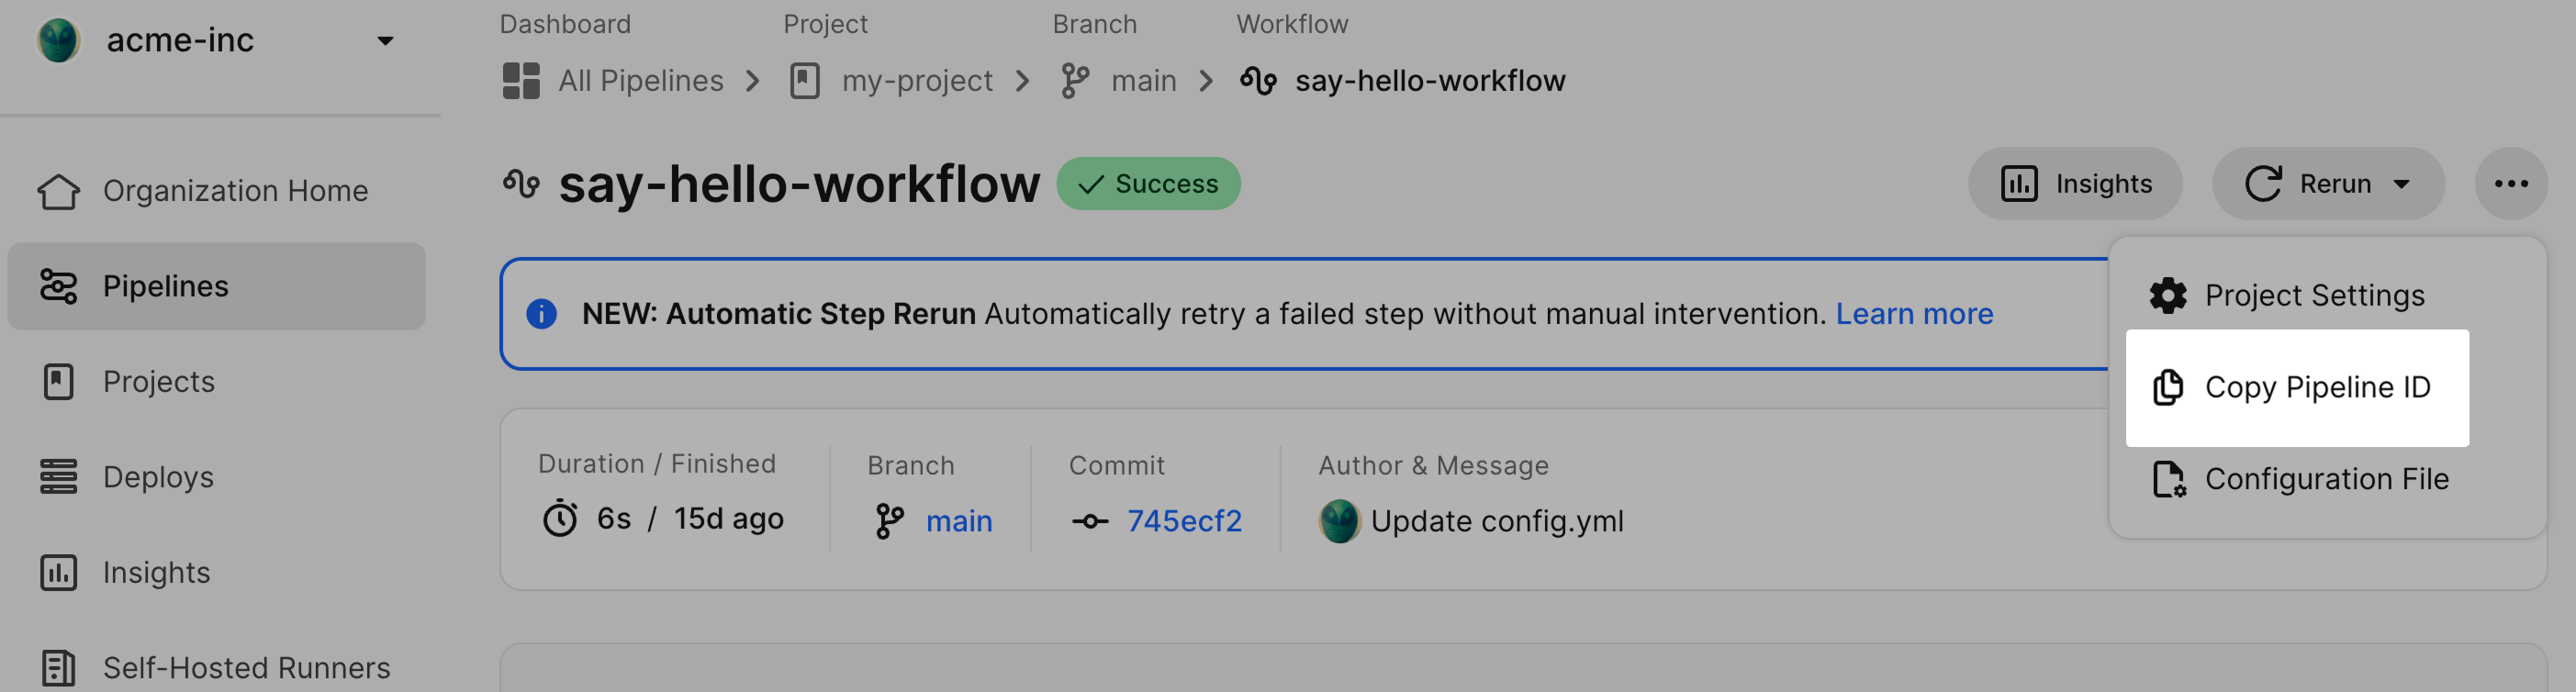 acme-inc
Organization Home
Pipelines
Projects
Deploys
Insights
Self-Hosted Runners
Dashboard Project Branch Workflow
All Pipelines my-project main say-hello-workflow
say-hello-workflow Success Insights Rerun
NEW: Automatic Step Rerun Automatically retry a failed step without manual intervention. Learn more
Project Settings
Copy Pipeline ID
Configuration File
Duration / Finished Branch Commit Author & Message
6s / 15d ago main 745ecf2 Update config.yml